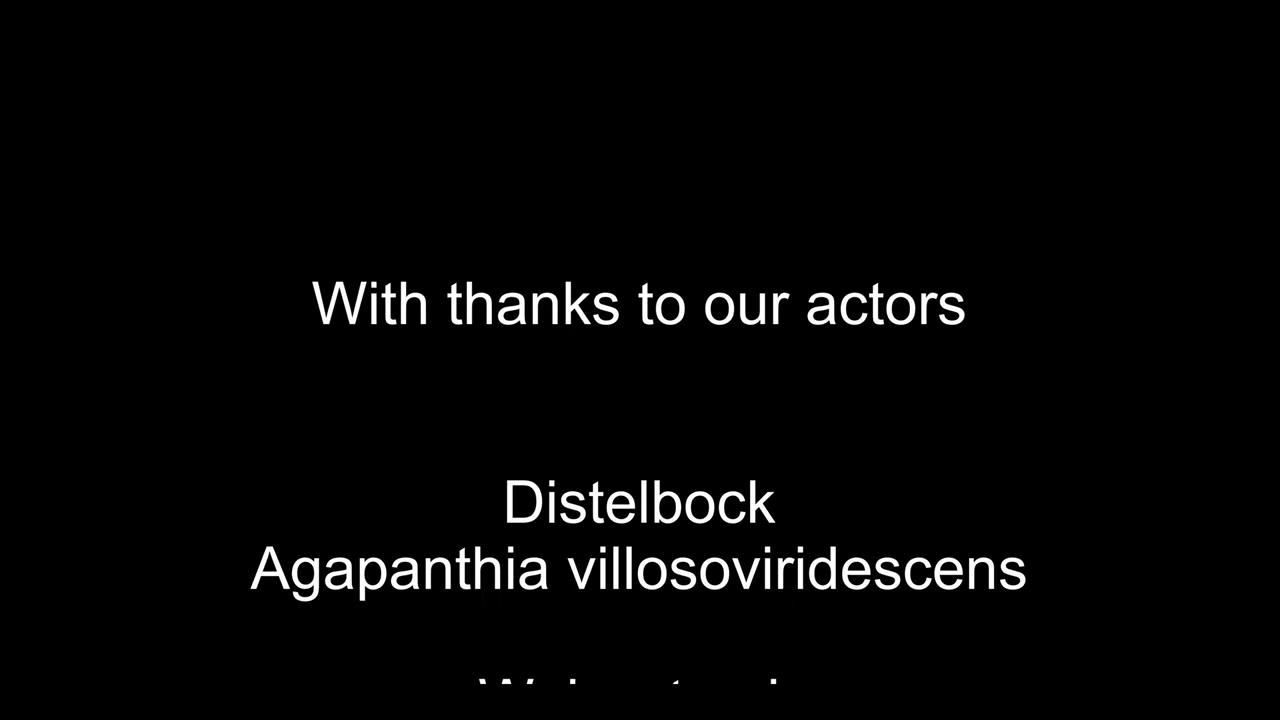 With thanks to our actors
Distelbock
Agapanthia villosoviridescens